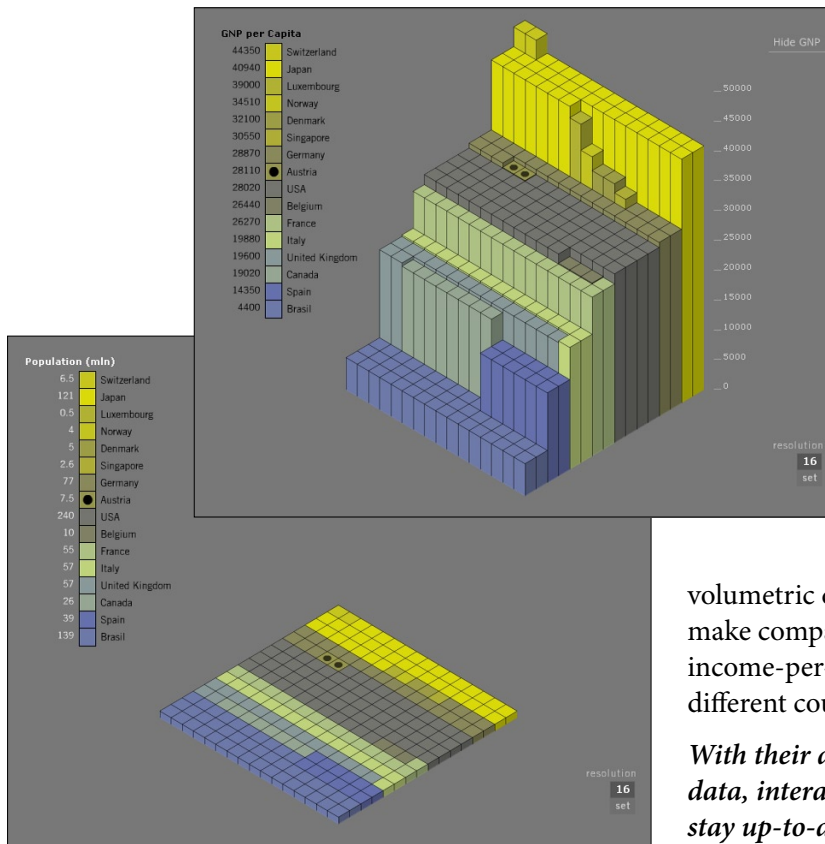 GNP per Capita
44350 Switzerland
40940 Japan
39000 Luxembourg
34510 Norway
32100 Denmark
30550 Singapore
28870 Germany
28110 Austria
28020 USA
26440 Belgium
26270 France
19880 Italy
19600 United Kingdom
19020 Canada
14350 Spain
4400 Brasil
Hide GNP
50000
45000
40000
35000
30000
25000
20000
15000
10000
5000
0
resolution
16
set
Population (mln)
6.5 Switzerland
121 Japan
0.5 Luxembourg
4 Norway
5 Denmark
2.6 Singapore
77 Germany
7.5 Austria
240 USA
10 Belgium
55 France
57 Italy
57 United Kingdom
26 Canada
39 Spain
139 Brasil
resolution
16
set
volumetric
make
income-per
different
With their
data,
stay